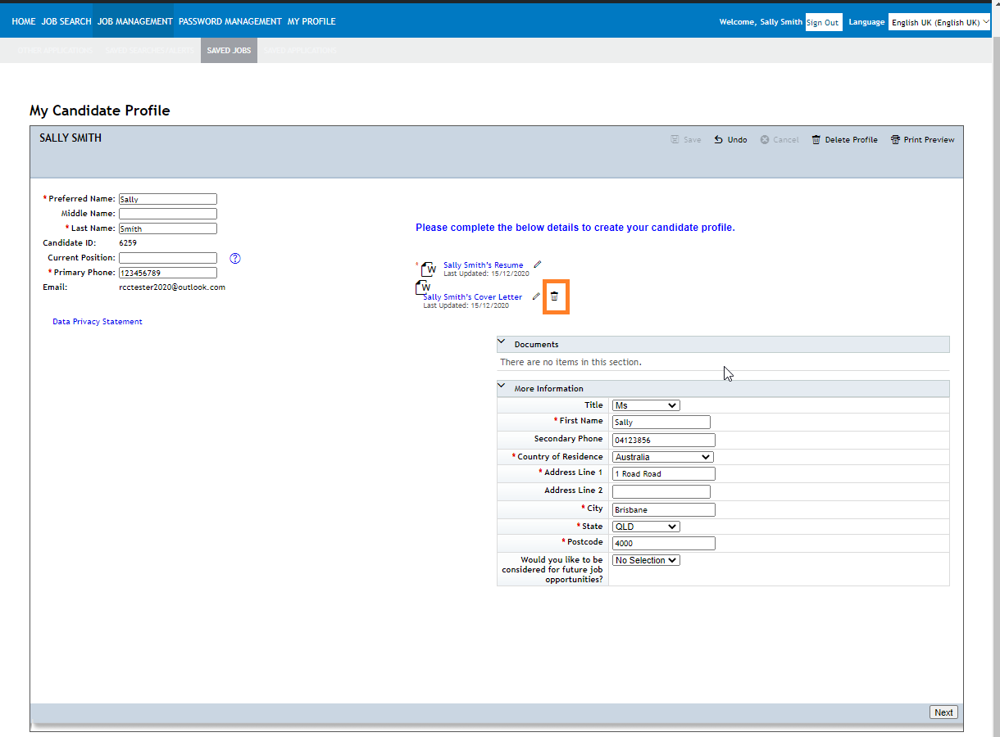 HOME JOB SEARCH JOB MANAGEMENT PASSWORD MANAGEMENT MY PROFILE Welcome, Sally Smith Sign Out Language English UK (English UK)
OTHER APPLICATIONS SAVED SEARCHES/ALERTS SAVED JOBS SAVED APPLICATIONS
My Candidate Profile
SALLY SMITH Save Undo Cancel Delete Profile Print Preview
* Preferred Name: Sally
Middle Name:
* Last Name: Smith
Candidate ID: 6259
Current Position: ?
* Primary Phone: 123456789
Email: rcctester2020@outlook.com
Data Privacy Statement
Please complete the below details to create your candidate profile.
* W Sally Smith's Resume
Last Updated: 15/12/2020
W
Sally Smith's Cover Letter
Last Updated: 15/12/2020
Documents
There are no items in this section.
More Information
Title Ms
* First Name Sally
Secondary Phone 04123856
* Country of Residence Australia
* Address Line 1 1 Road Road
Address Line 2
* City Brisbane
* State QLD
* Postcode 4000
Would you like to be No Selection
considered for future job
opportunities?
Next